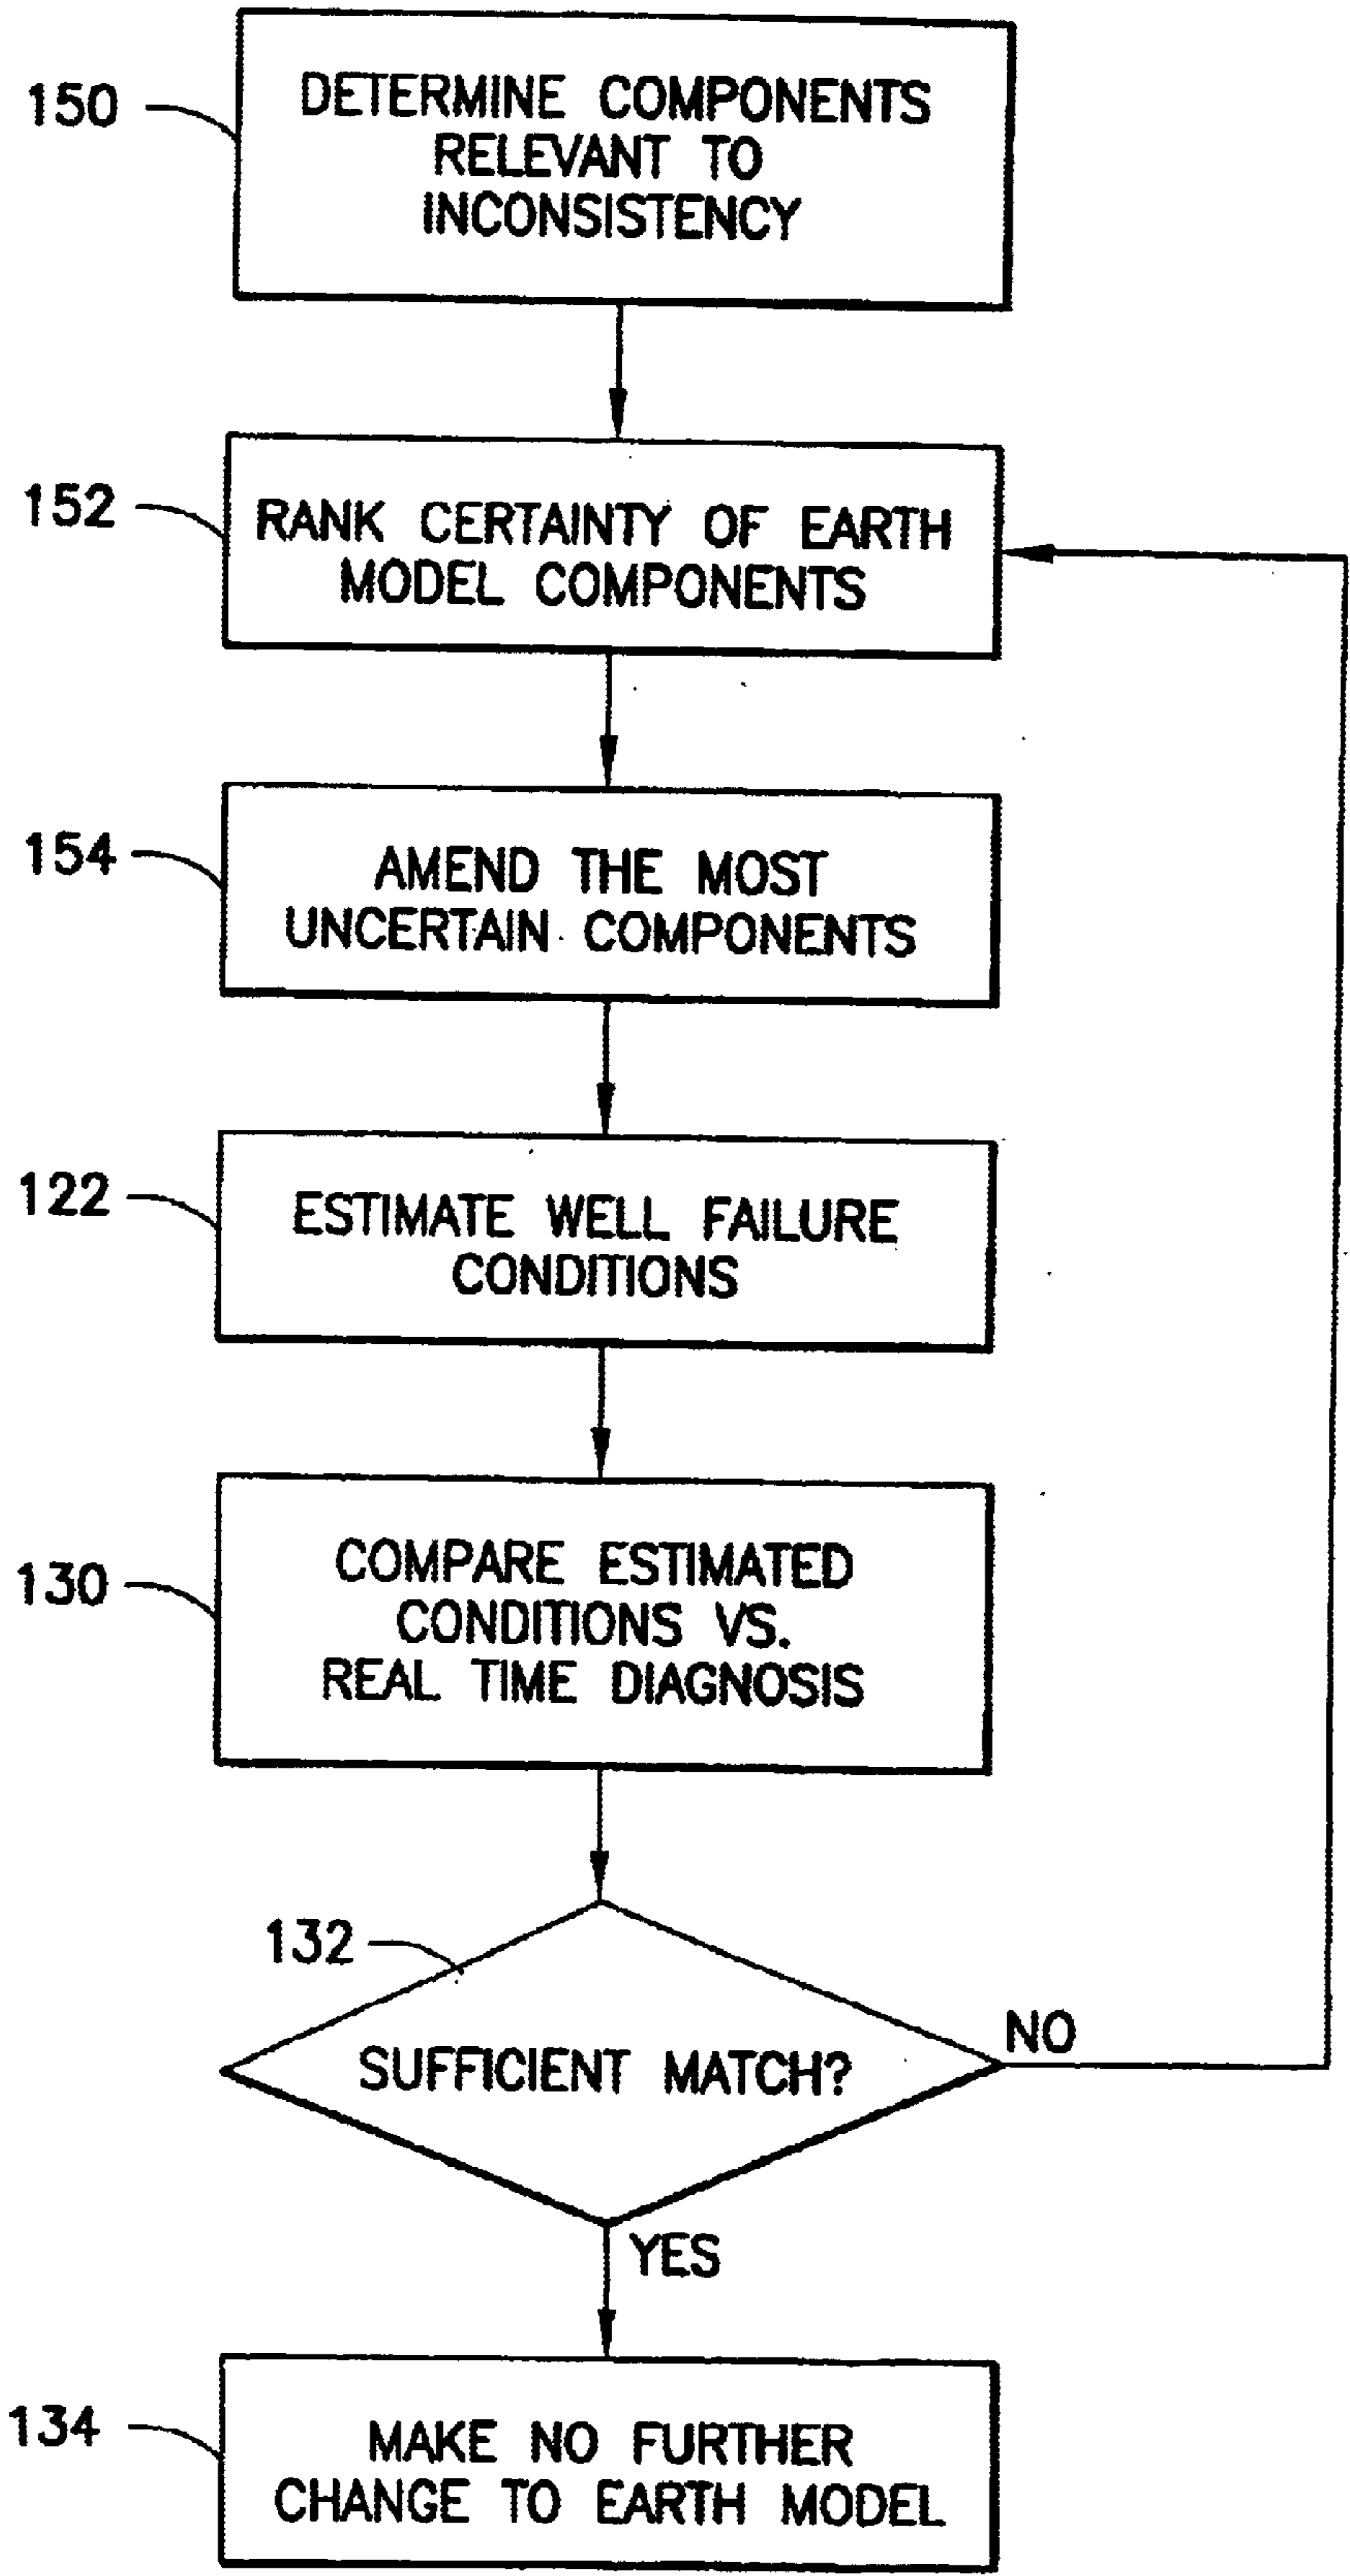 150
DETERMINE COMPONENTS
RELEVANT TO
INCONSISTENCY
152
RANK CERTAINTY OF EARTH
MODEL COMPONENTS
154
AMEND THE MOST
UNCERTAIN COMPONENTS
122
ESTIMATE WELL FAILURE
CONDITIONS
130
COMPARE ESTIMATED
CONDITIONS VS.
REAL TIME DIAGNOSIS
132
SUFFICIENT MATCH?
NO
YES
134
MAKE NO FURTHER
CHANGE TO EARTH MODEL